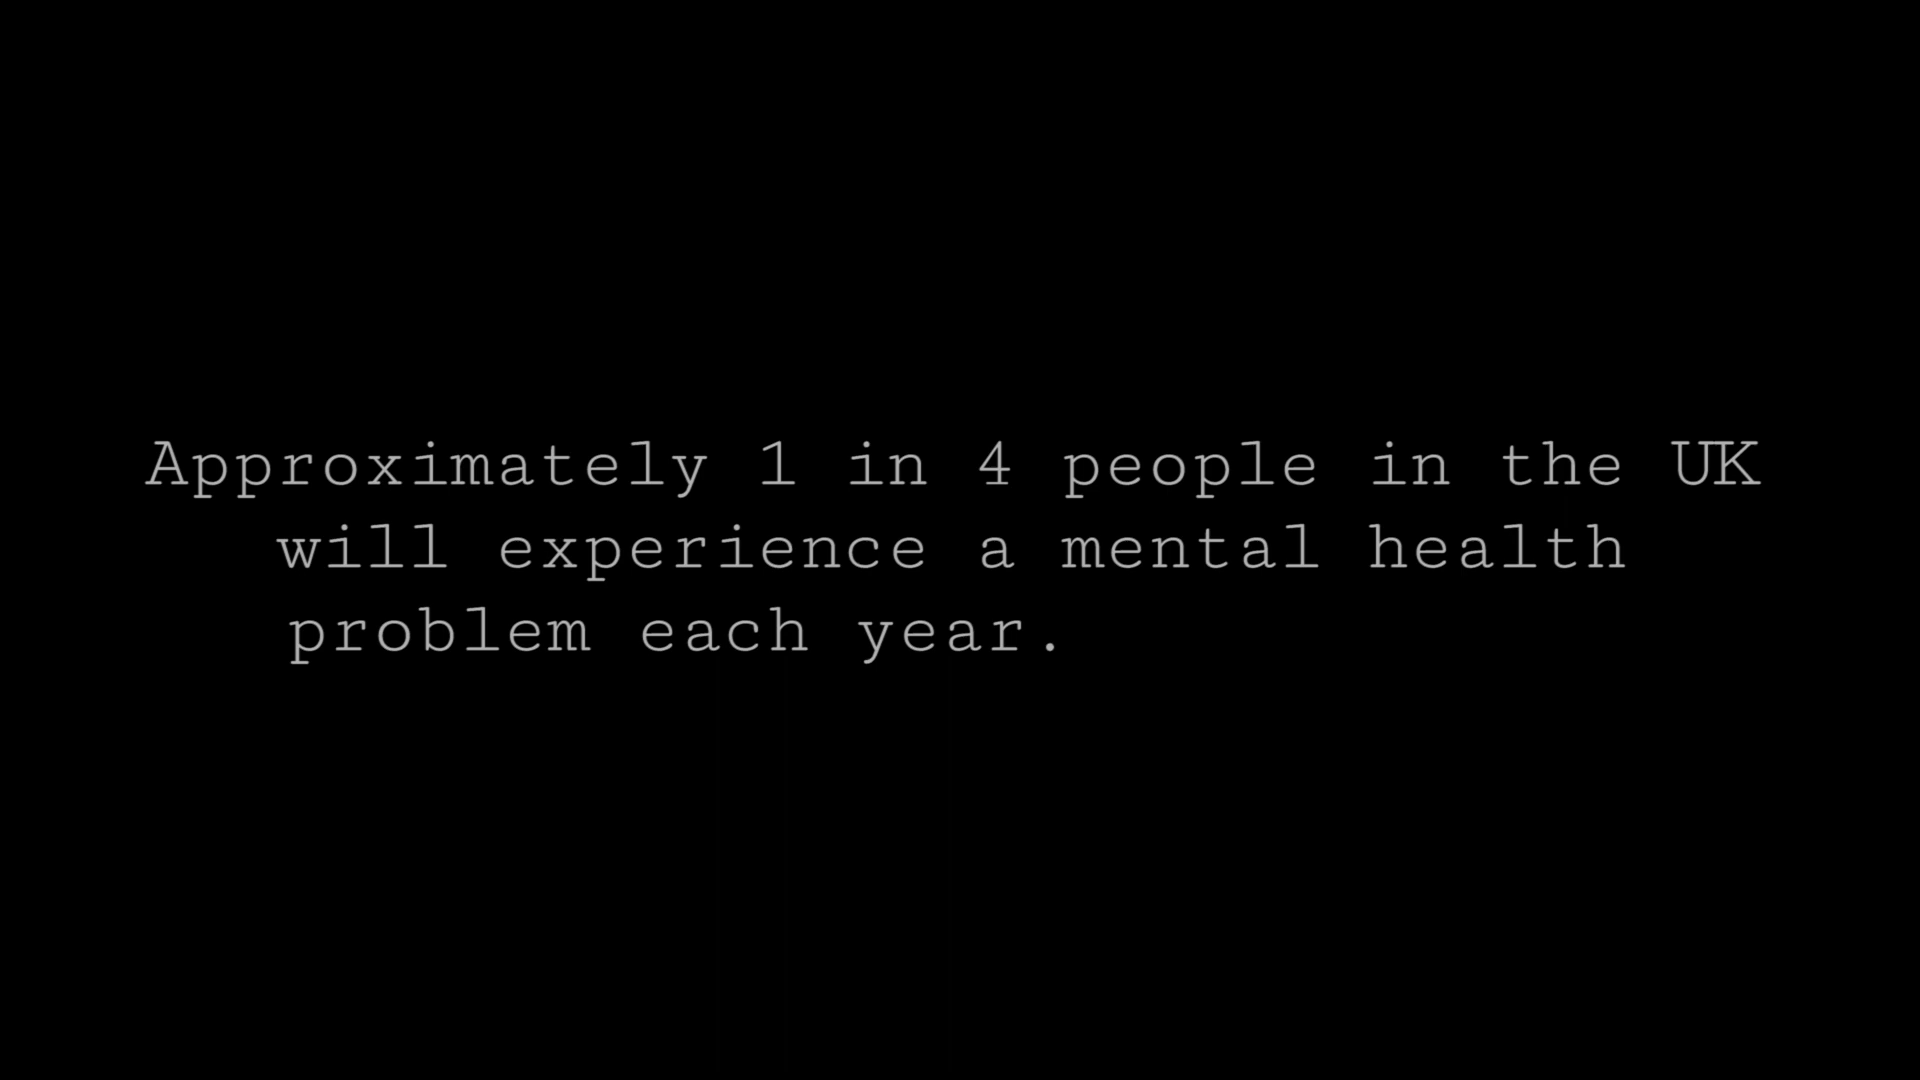 Approximately 1 in 4 people in the UK
will experience a mental health
problem each year.